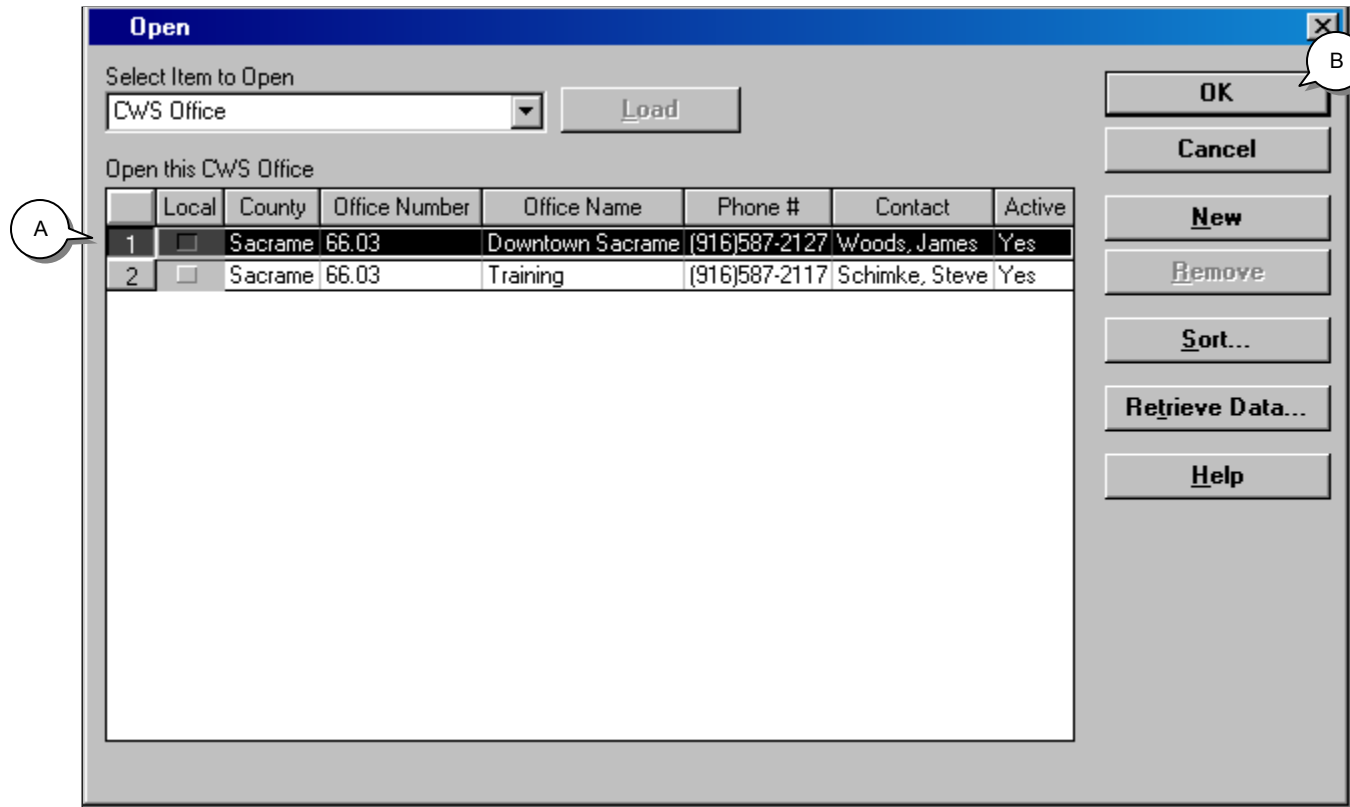 Open
B
Select Item to Open
CWS Office
Load
OK
Cancel
Open this CWS Office
Local County Office Number Office Name Phone # Contact Active
New
A
1 Sacrame 66.03 Downtown Sacrame (916)587-2127 Woods, James Yes
2 Sacrame 66.03 Training (916)587-2117 Schimke, Steve Yes
Remove
Sort...
Retrieve Data...
Help